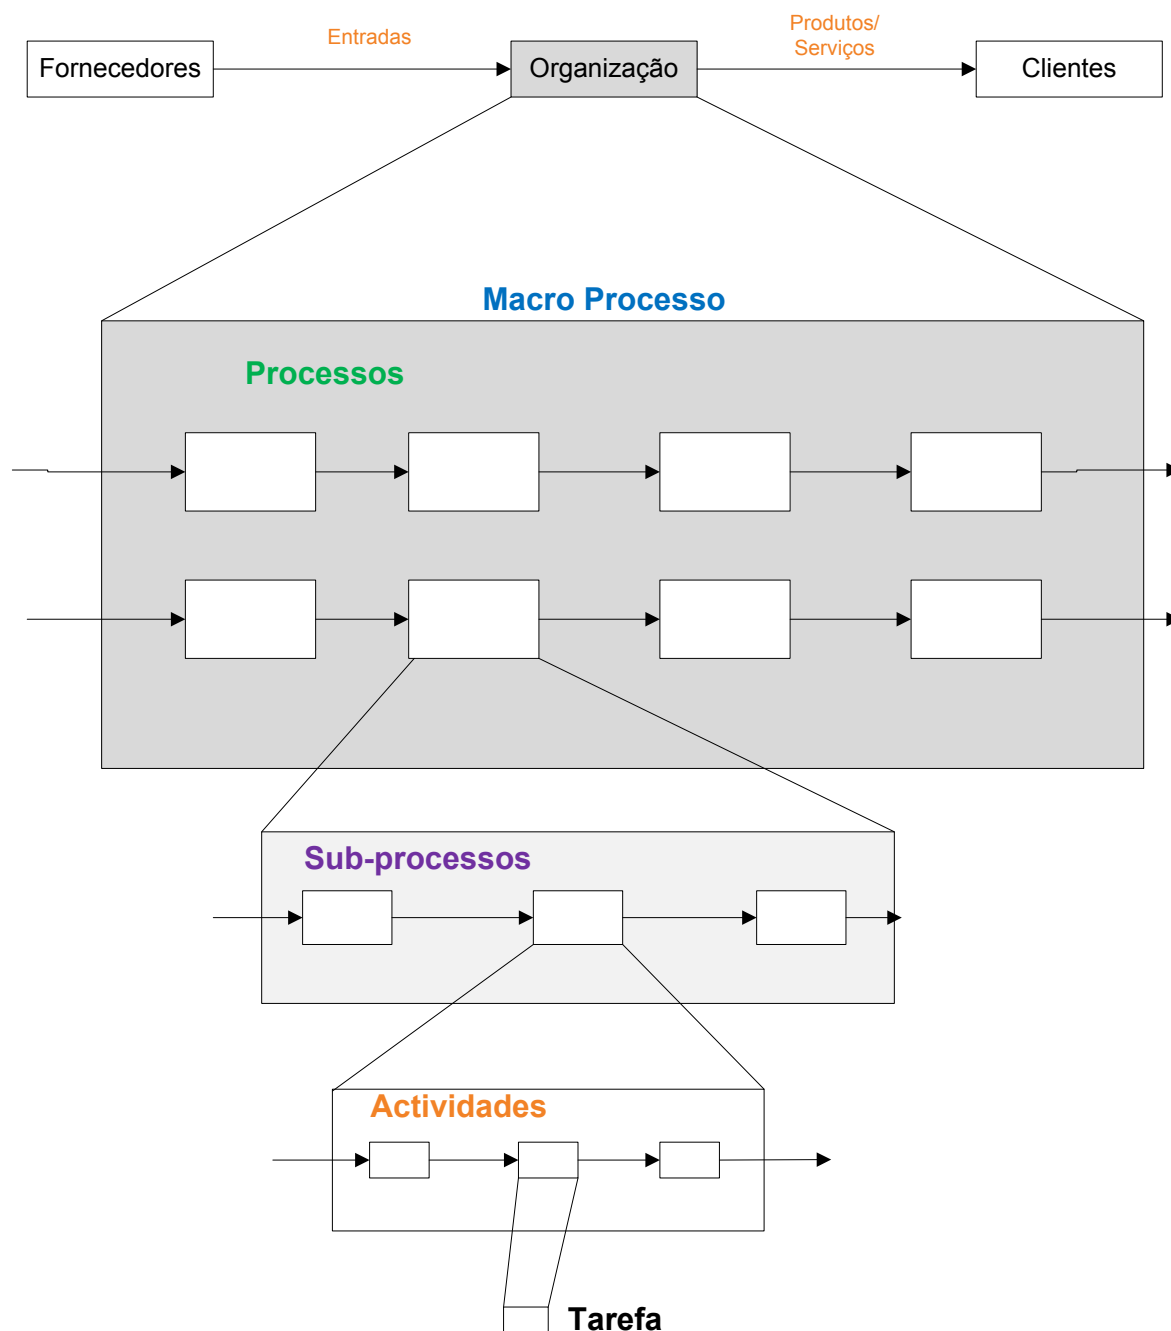 Fornecedores
Entradas
Organização
Produtos/
Serviços
Clientes
Macro Processo
Processos
Sub-processos
Actividades
Tarefa